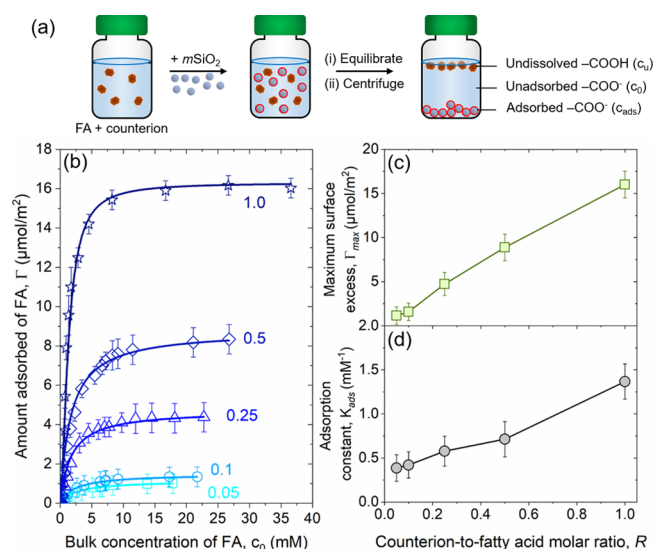 (a)
+ mSiO₂
(i) Equilibrate
(ii) Centrifuge
FA + counterion
Undissolved –COOH (cᵤ)
Unadsorbed –COO⁻ (c₀)
Adsorbed –COO⁻ (c_ads)
(b)
Amount adsorbed of FA, Γ (μmol/m²)
18
16
14
12
10
8
6
4
2
0
1.0
0.5
0.25
0.1
0.05
0 5 10 15 20 25 30 35 40
Bulk concentration of FA, c₀ (mM)
(c)
Maximum surface
excess, Γ_max (μmol/m²)
20
15
10
5
2.0
(d)
Adsorption
constant, K_ads (mM⁻¹)
1.5
1.0
0.5
0.0
0.0 0.2 0.4 0.6 0.8 1.0
Counterion-to-fatty acid molar ratio, R